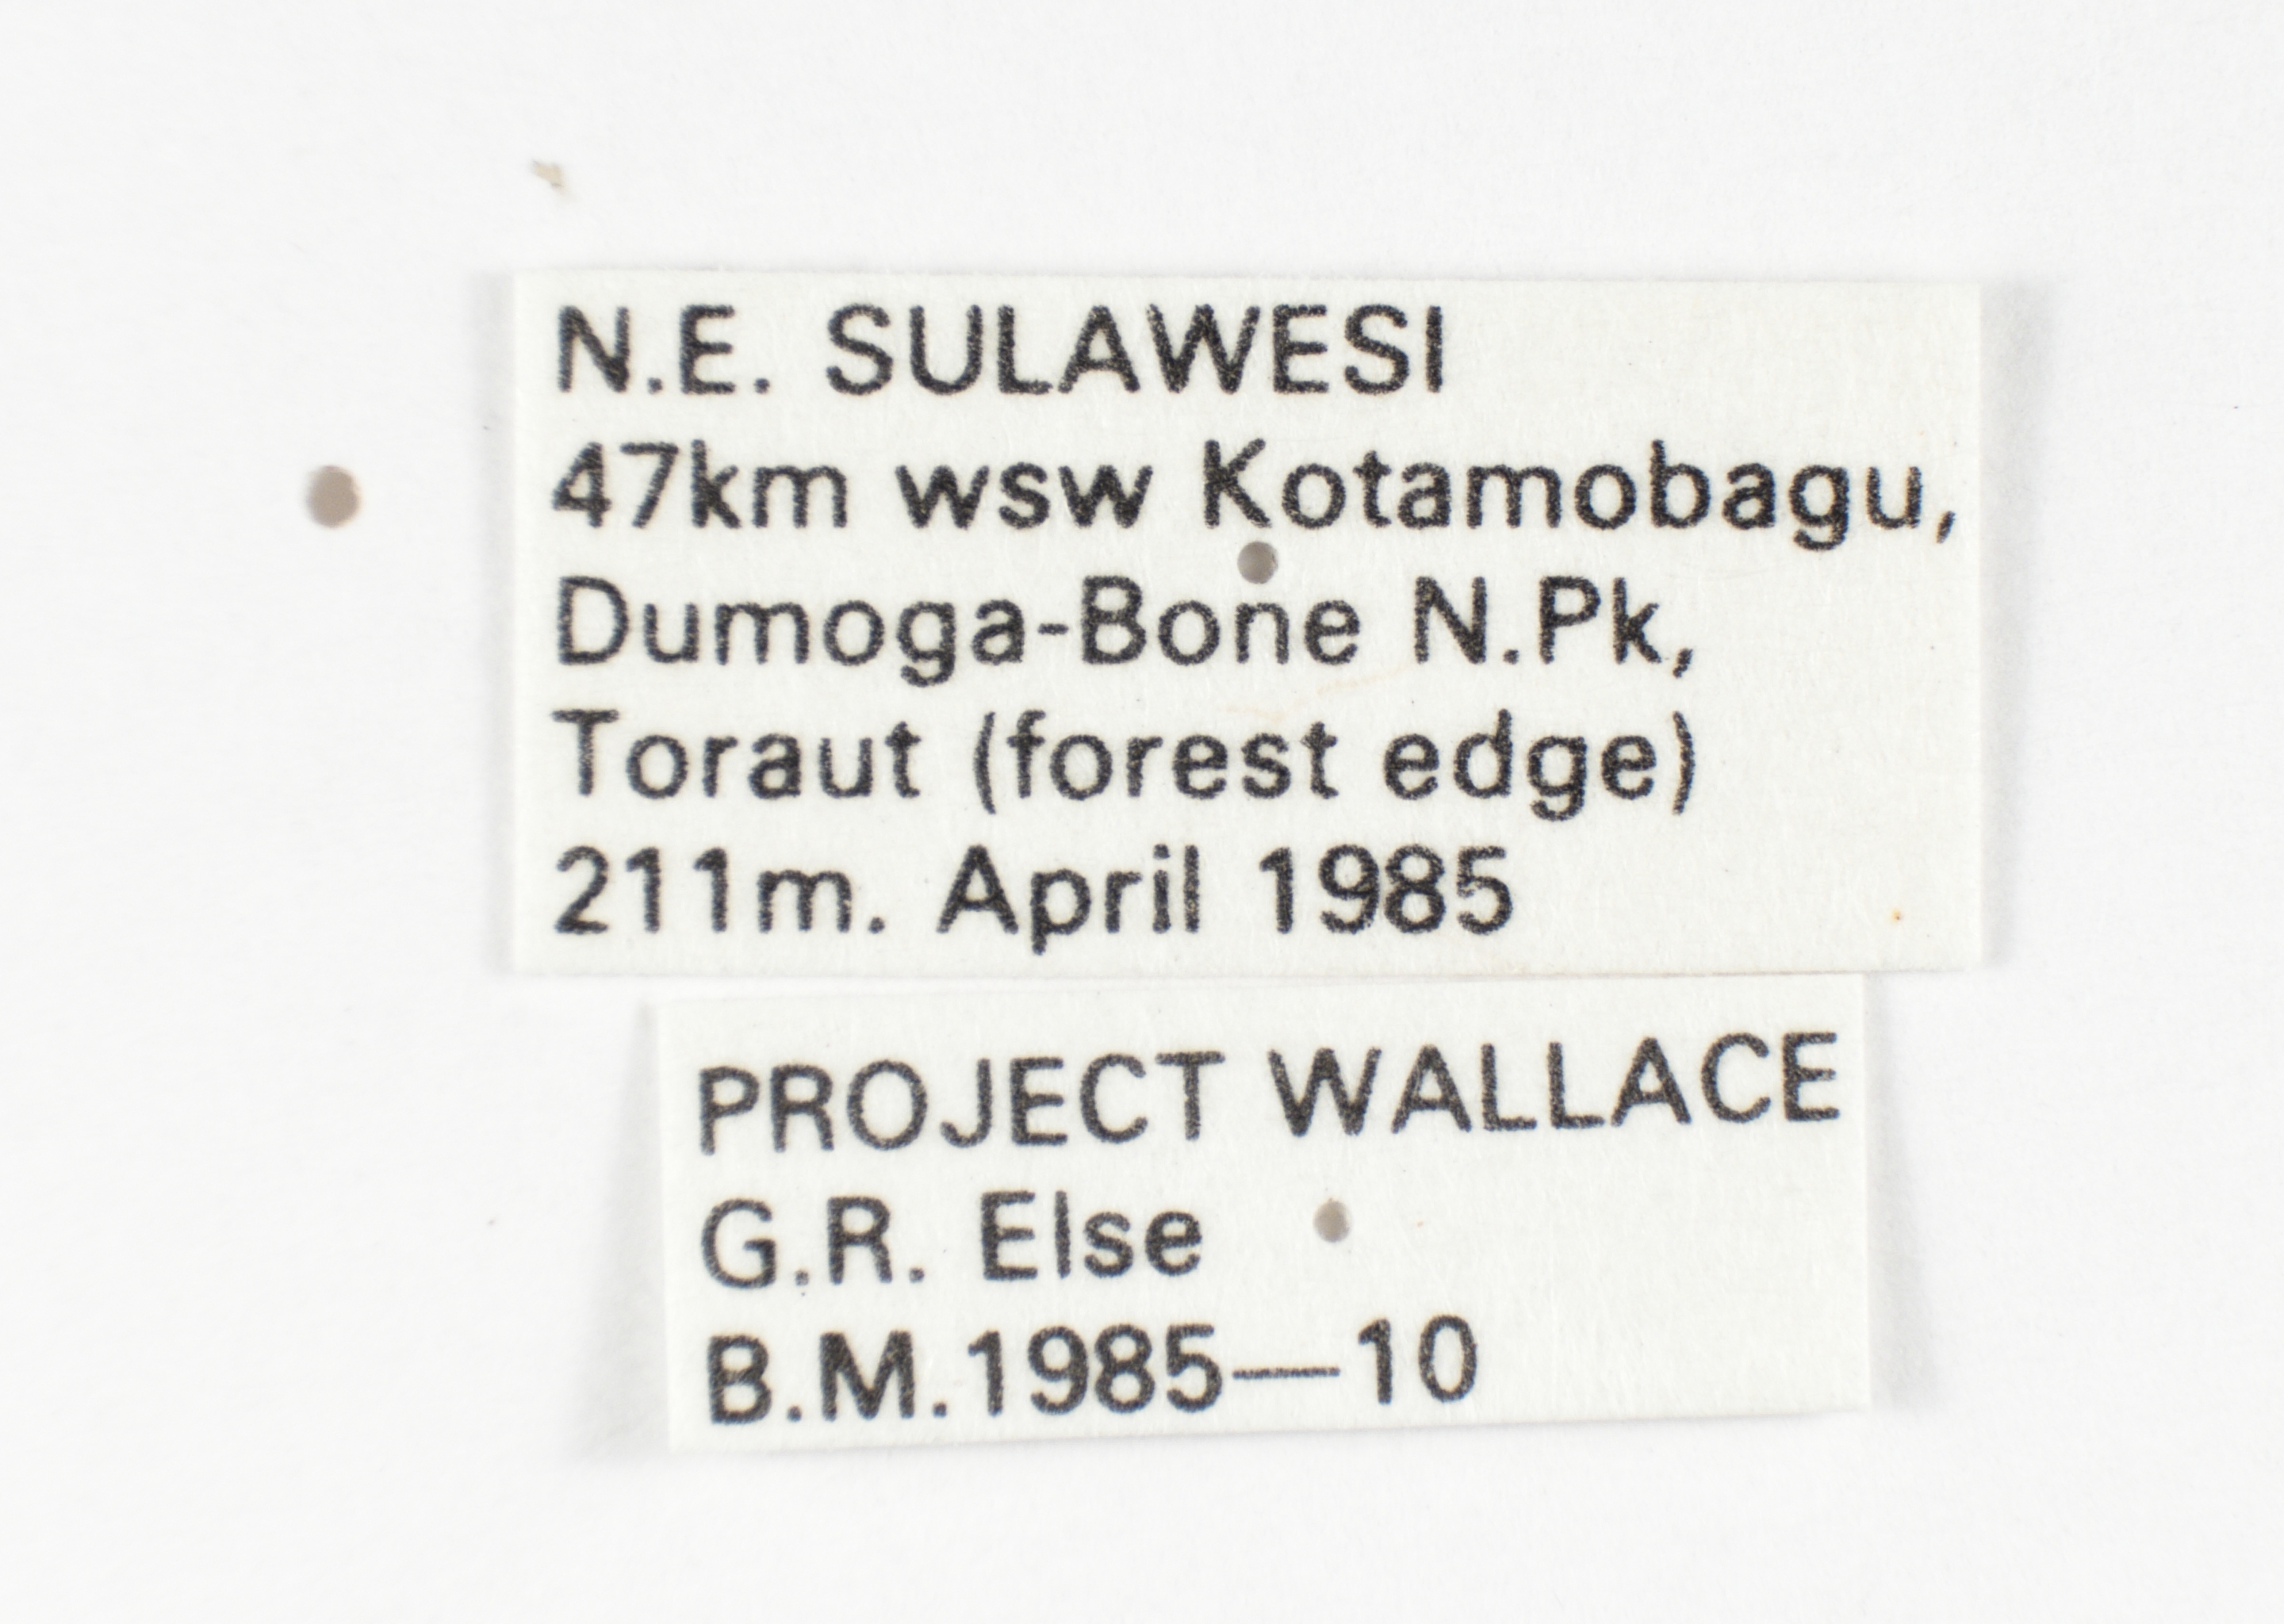 N.E. SULAWESI
47km wsw Kotamobagu,
Dumoga-Bone N.Pk,
Toraut (forest edge)
211m. April 1985
PROJECT WALLACE
G.R. Else
B.M.1985—10